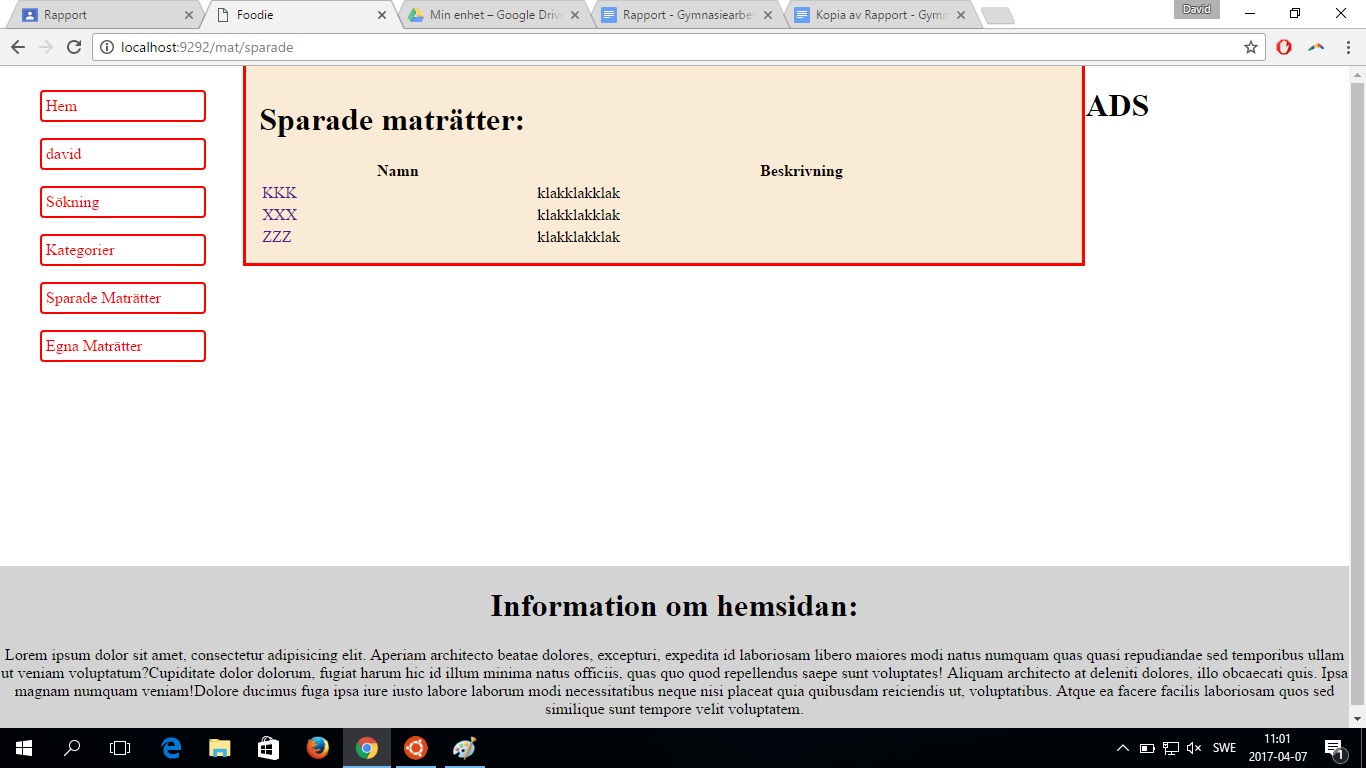 Rapport
Foodie
Min enhet – Google Drive
Rapport - Gymnasiearbet
Kopia av Rapport - Gymn
David
localhost:9292/mat/sparade
Hem
david
Sökning
Kategorier
Sparade Maträtter
Egna Maträtter
Sparade maträtter:
Namn Beskrivning
KKK klakklakklak
XXX klakklakklak
ZZZ klakklakklak
ADS
Information om hemsidan:
Lorem ipsum dolor sit amet, consectetur adipisicing elit. Aperiam architecto beatae dolores, excepturi, expedita id laboriosam libero maiores modi natus numquam quas quasi repudiandae sed temporibus ullam
ut veniam voluptatum?Cupiditate dolor dolorum, fugiat harum hic id illum minima natus officiis, quas quo quod repellendus saepe sunt voluptates! Aliquam architecto at deleniti dolores, illo obcaecati quis. Ipsa
magnam numquam veniam!Dolore ducimus fuga ipsa iure iusto labore laborum modi necessitatibus neque nisi placeat quia quibusdam reiciendis ut, voluptatibus. Atque ea facere facilis laboriosam quos sed
similique sunt tempore velit voluptatem.
SWE
11:01
2017-04-07
1